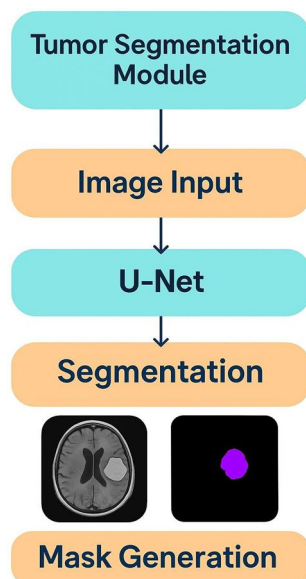 Tumor Segmentation
Module
Image Input
U-Net
Segmentation
Mask Generation